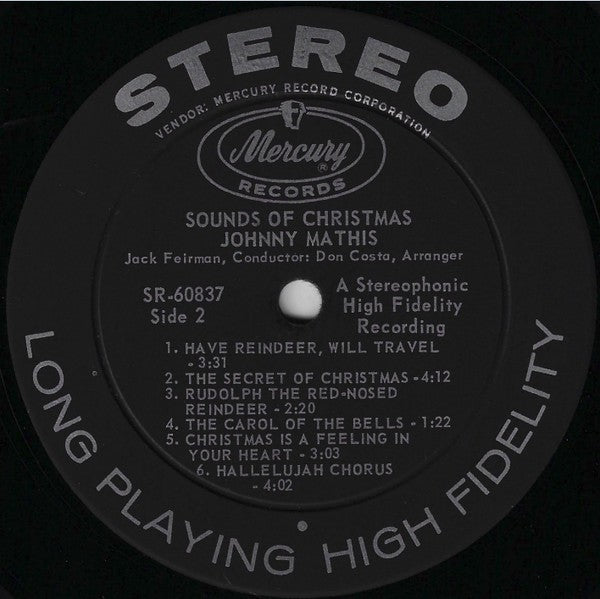 STEREO
VENDOR: MERCURY RECORD CORPORATION
Mercury
®
RECORDS
SOUNDS OF CHRISTMAS
JOHNNY MATHIS
Jack Feirman, Conductor: Don Costa, Arranger
SR-60837
Side 2
A Stereophonic
High Fidelity
Recording
1. HAVE REINDEER, WILL TRAVEL
- 3:31
2. THE SECRET OF CHRISTMAS - 4:12
3. RUDOLPH THE RED-NOSED
REINDEER - 2:20
4. THE CAROL OF THE BELLS - 1:22
5. CHRISTMAS IS A FEELING IN
YOUR HEART - 3:03
6. HALLELUJAH CHORUS
- 4:02
LONG PLAYING HIGH FIDELITY